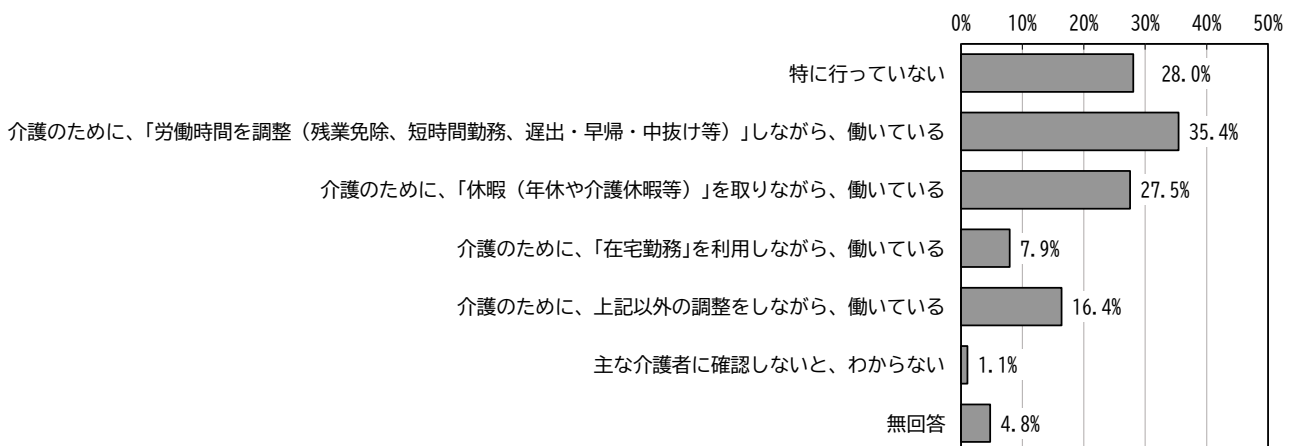 0% 10% 20% 30% 40% 50%
特に行っていない 28.0%
介護のために、｢労働時間を調整（残業免除、短時間勤務、遅出・早帰・中抜け等）｣しながら、働いている 35.4%
介護のために、｢休暇（年休や介護休暇等）｣を取りながら、働いている 27.5%
介護のために、｢在宅勤務｣を利用しながら、働いている 7.9%
介護のために、上記以外の調整をしながら、働いている 16.4%
主な介護者に確認しないと、わからない 1.1%
無回答 4.8%